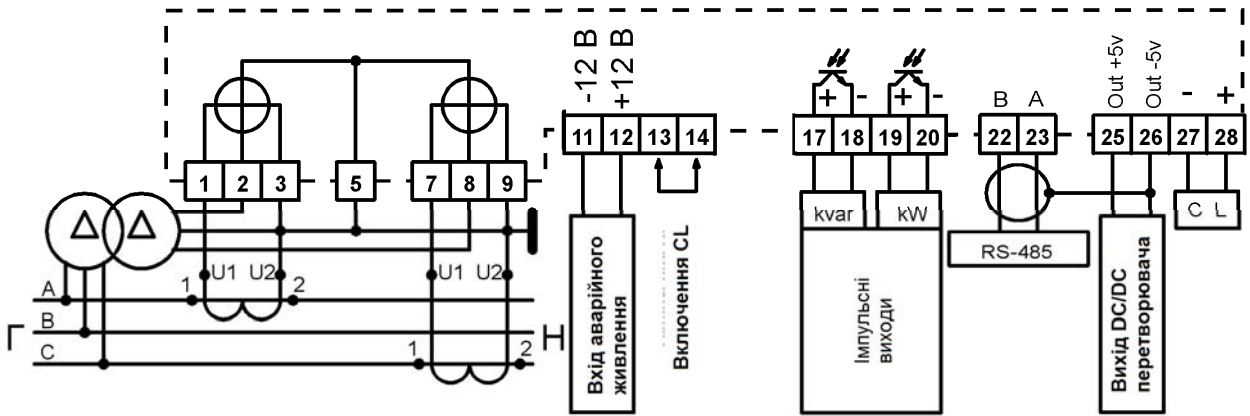 -12 В
+12 В
Out +5v
Out -5v
+ - + -
B A
- +
11 12 13 14
17 18 19 20
22 23
25 26 27 28
1 2 3 5 7 8 9
kvar kW
C L
RS-485
Δ Δ
U1 U2 U1 U2
A 1 2
B
C 1 2
Г Н
Вхід аварійного
живлення
Включення CL
Імпульсні
виходи
Вихід DC/DC
перетворювача